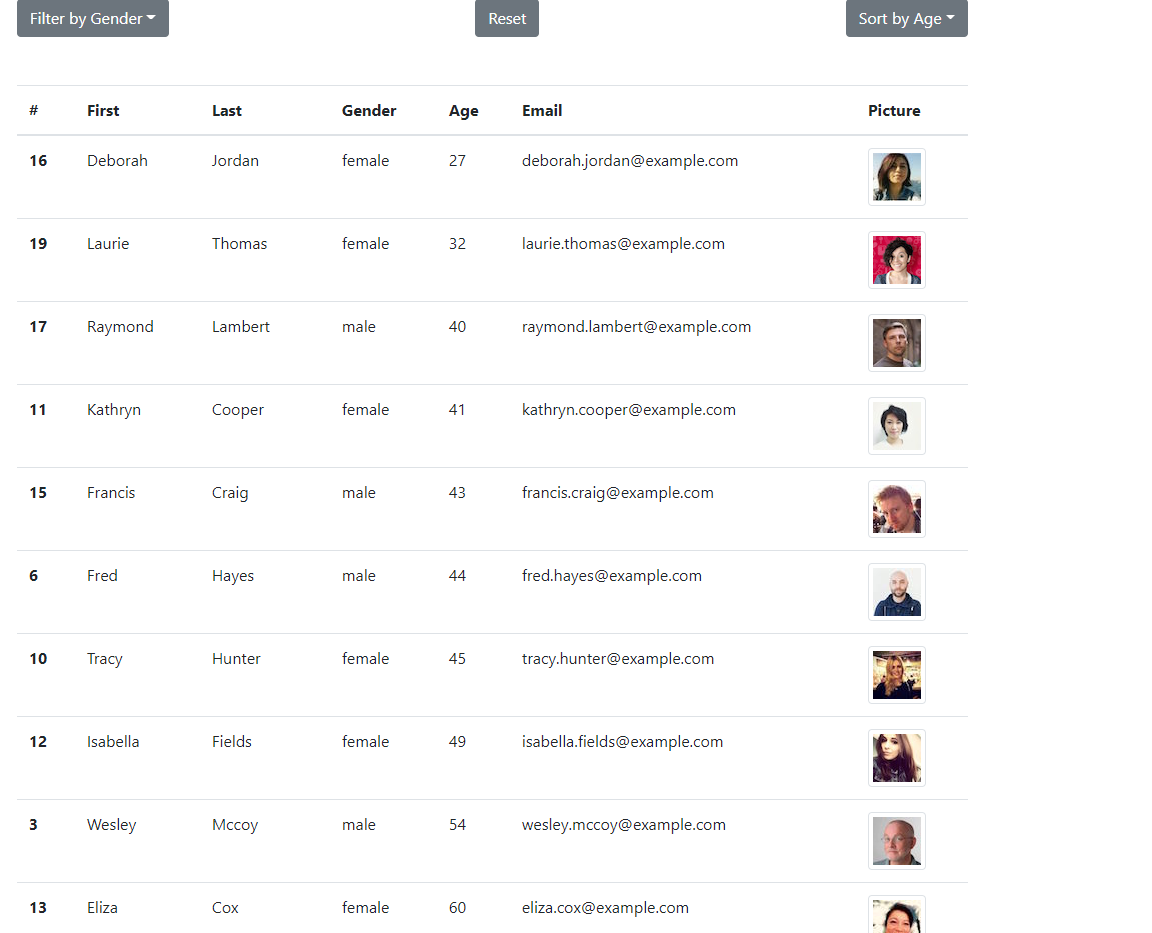 Filter by Gender Reset Sort by Age
# First Last Gender Age Email Picture
16 Deborah Jordan female 27 deborah.jordan@example.com
19 Laurie Thomas female 32 laurie.thomas@example.com
17 Raymond Lambert male 40 raymond.lambert@example.com
11 Kathryn Cooper female 41 kathryn.cooper@example.com
15 Francis Craig male 43 francis.craig@example.com
6 Fred Hayes male 44 fred.hayes@example.com
10 Tracy Hunter female 45 tracy.hunter@example.com
12 Isabella Fields female 49 isabella.fields@example.com
3 Wesley Mccoy male 54 wesley.mccoy@example.com
13 Eliza Cox female 60 eliza.cox@example.com